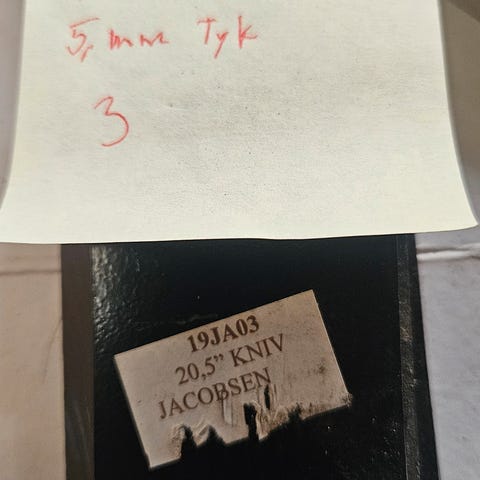 5, mm Tyk
3
19JA03
20,5” KNIV
JACOBSEN